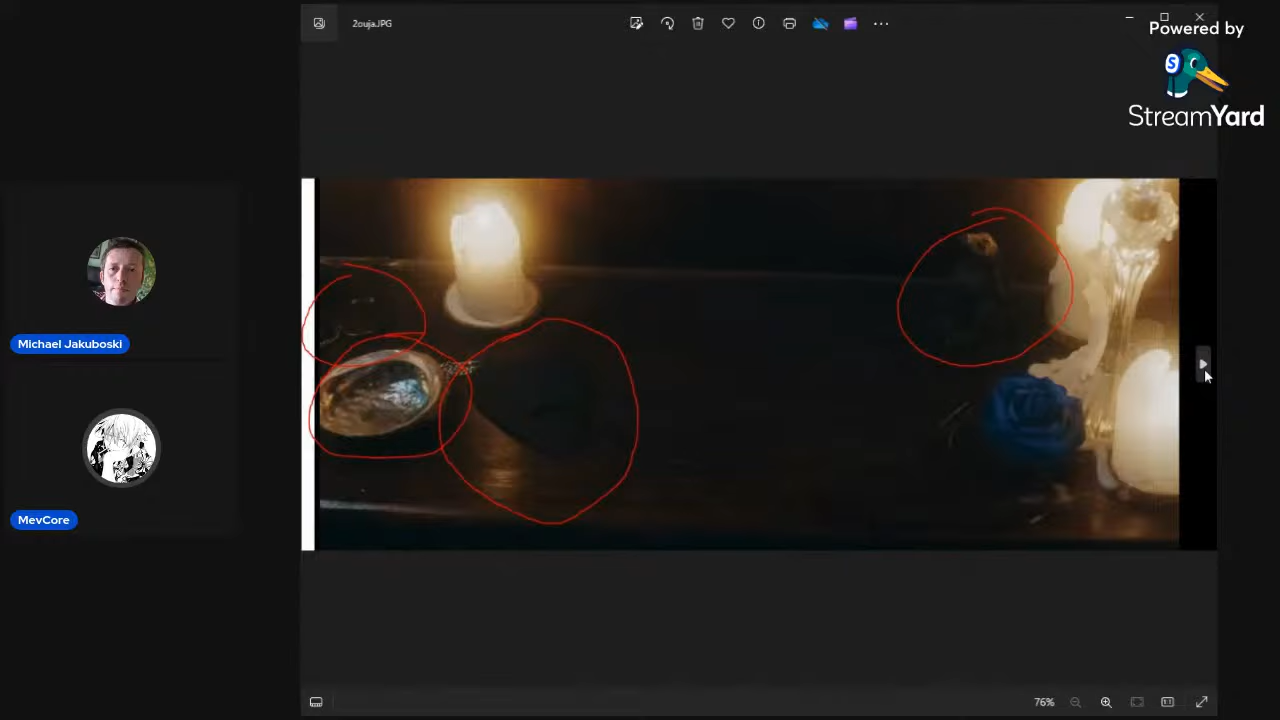 2ouja.JPG
Powered by
S
StreamYard
Michael Jakuboski
MevCore
76%